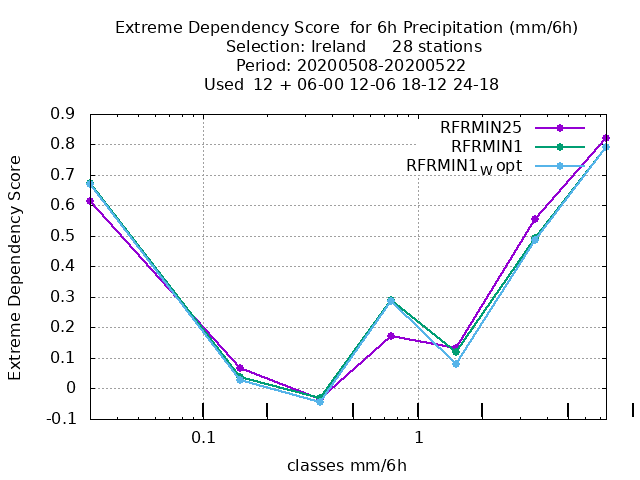 Extreme Dependency Score  for 6h Precipitation (mm/6h)
Selection: Ireland     28 stations
Period: 20200508-20200522
Used  12 + 06-00 12-06 18-12 24-18
RFRMIN25
RFRMIN1
RFRMIN1W opt
Extreme Dependency Score
0.9
0.8
0.7
0.6
0.5
0.4
0.3
0.2
0.1
0
-0.1
0.1 1
classes mm/6h